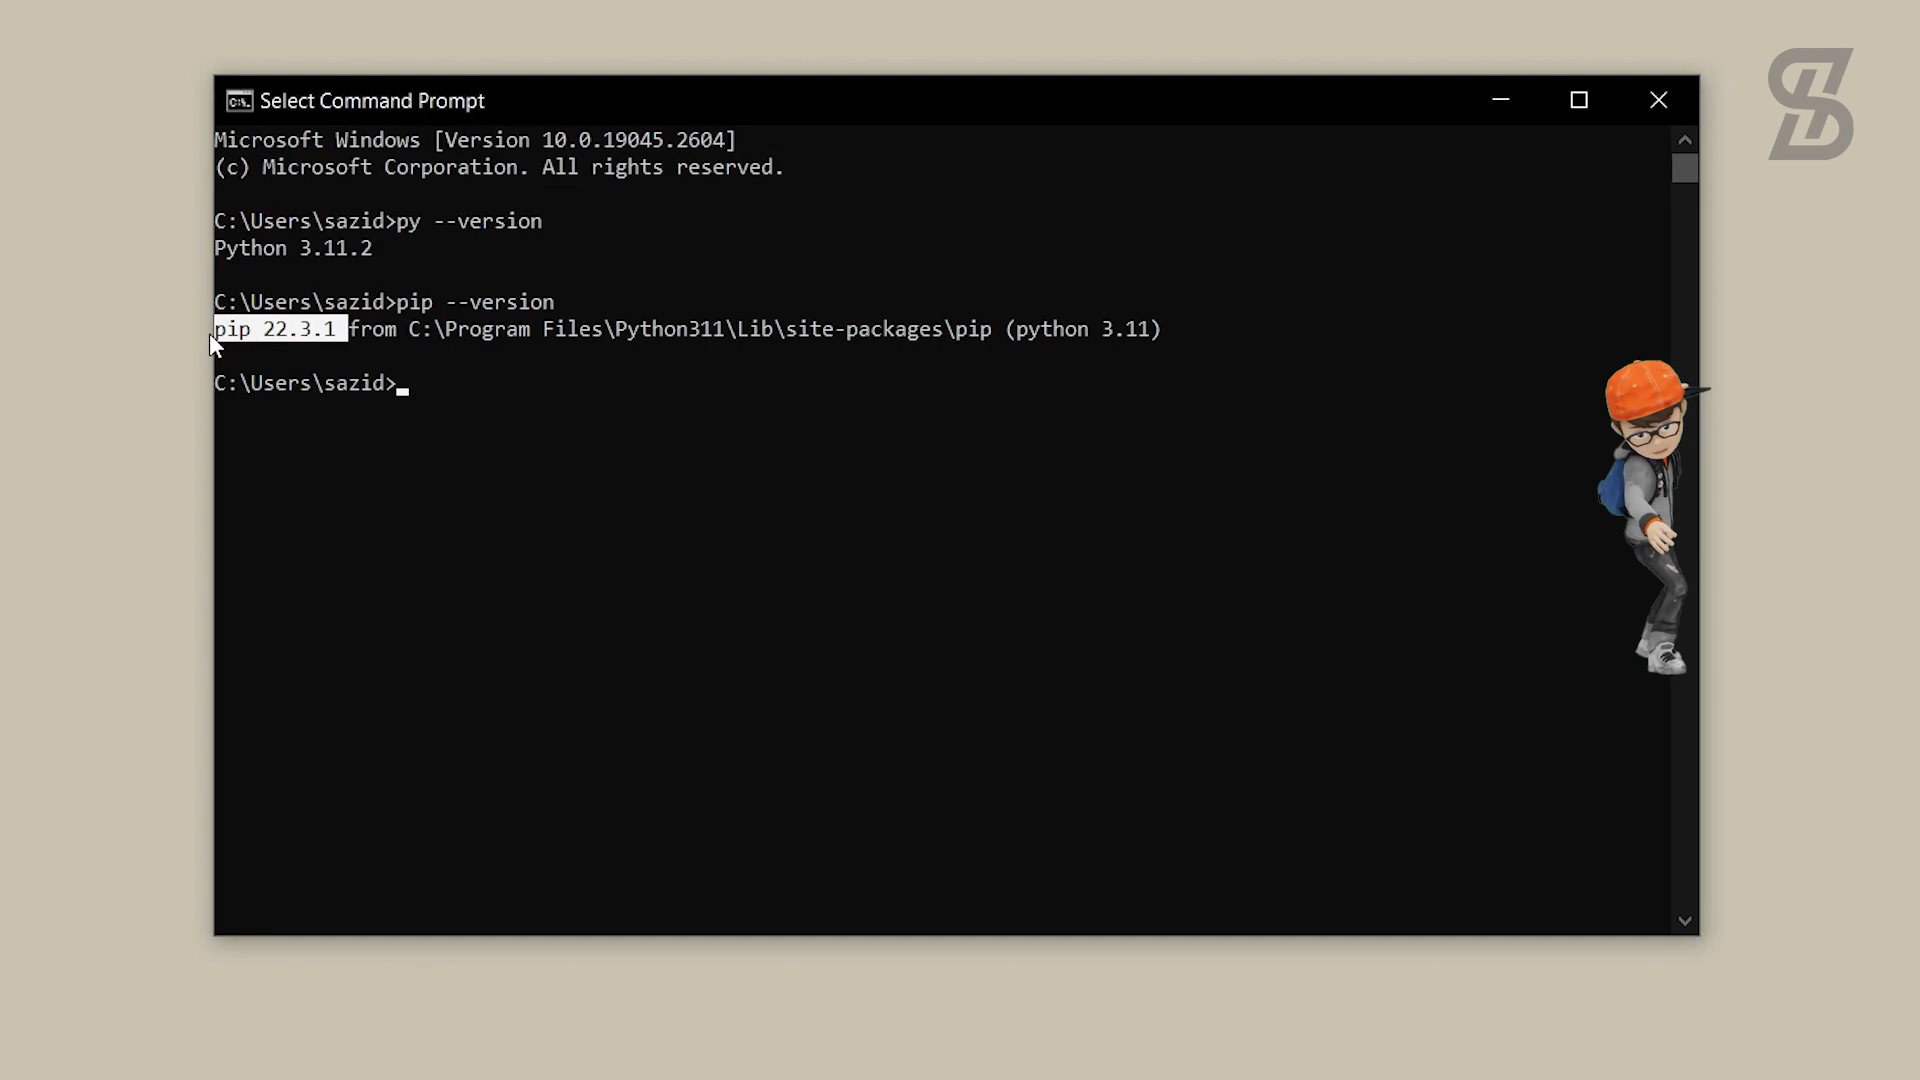 Select Command Prompt
Microsoft Windows [Version 10.0.19045.2604]
(c) Microsoft Corporation. All rights reserved.
C:\Users\sazid>py --version
Python 3.11.2
C:\Users\sazid>pip --version
pip 22.3.1 from C:\Program Files\Python311\Lib\site-packages\pip (python 3.11)
C:\Users\sazid>